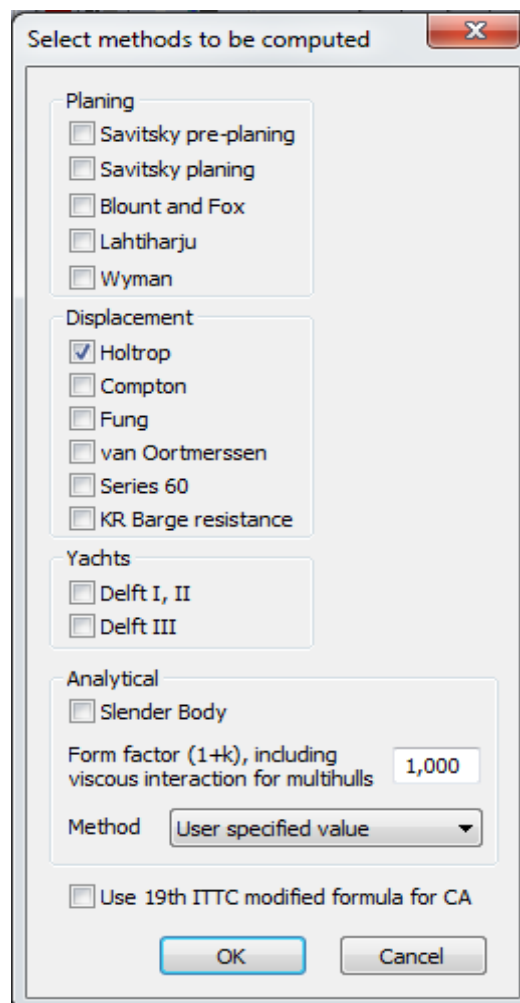 Select methods to be computed
Planing
Savitsky pre-planing
Savitsky planing
Blount and Fox
Lahtiharju
Wyman
Displacement
Holtrop
Compton
Fung
van Oortmerssen
Series 60
KR Barge resistance
Yachts
Delft I, II
Delft III
Analytical
Slender Body
Form factor (1+k), including
viscous interaction for multihulls
1,000
Method User specified value
Use 19th ITTC modified formula for CA
OK Cancel